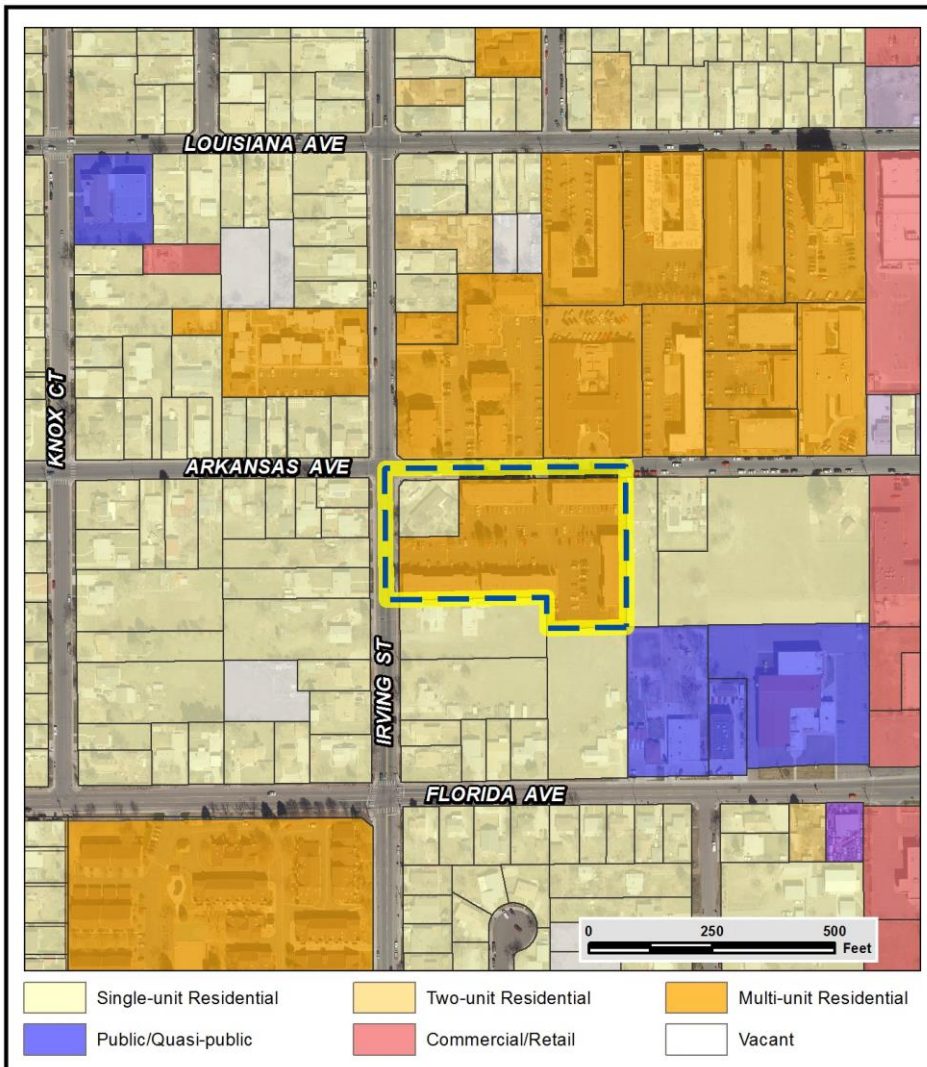 LOUISIANA AVE
KNOX CT
ARKANSAS AVE
IRVING ST
FLORIDA AVE
0 250 500
Feet
Single-unit Residential Two-unit Residential Multi-unit Residential
Public/Quasi-public Commercial/Retail Vacant